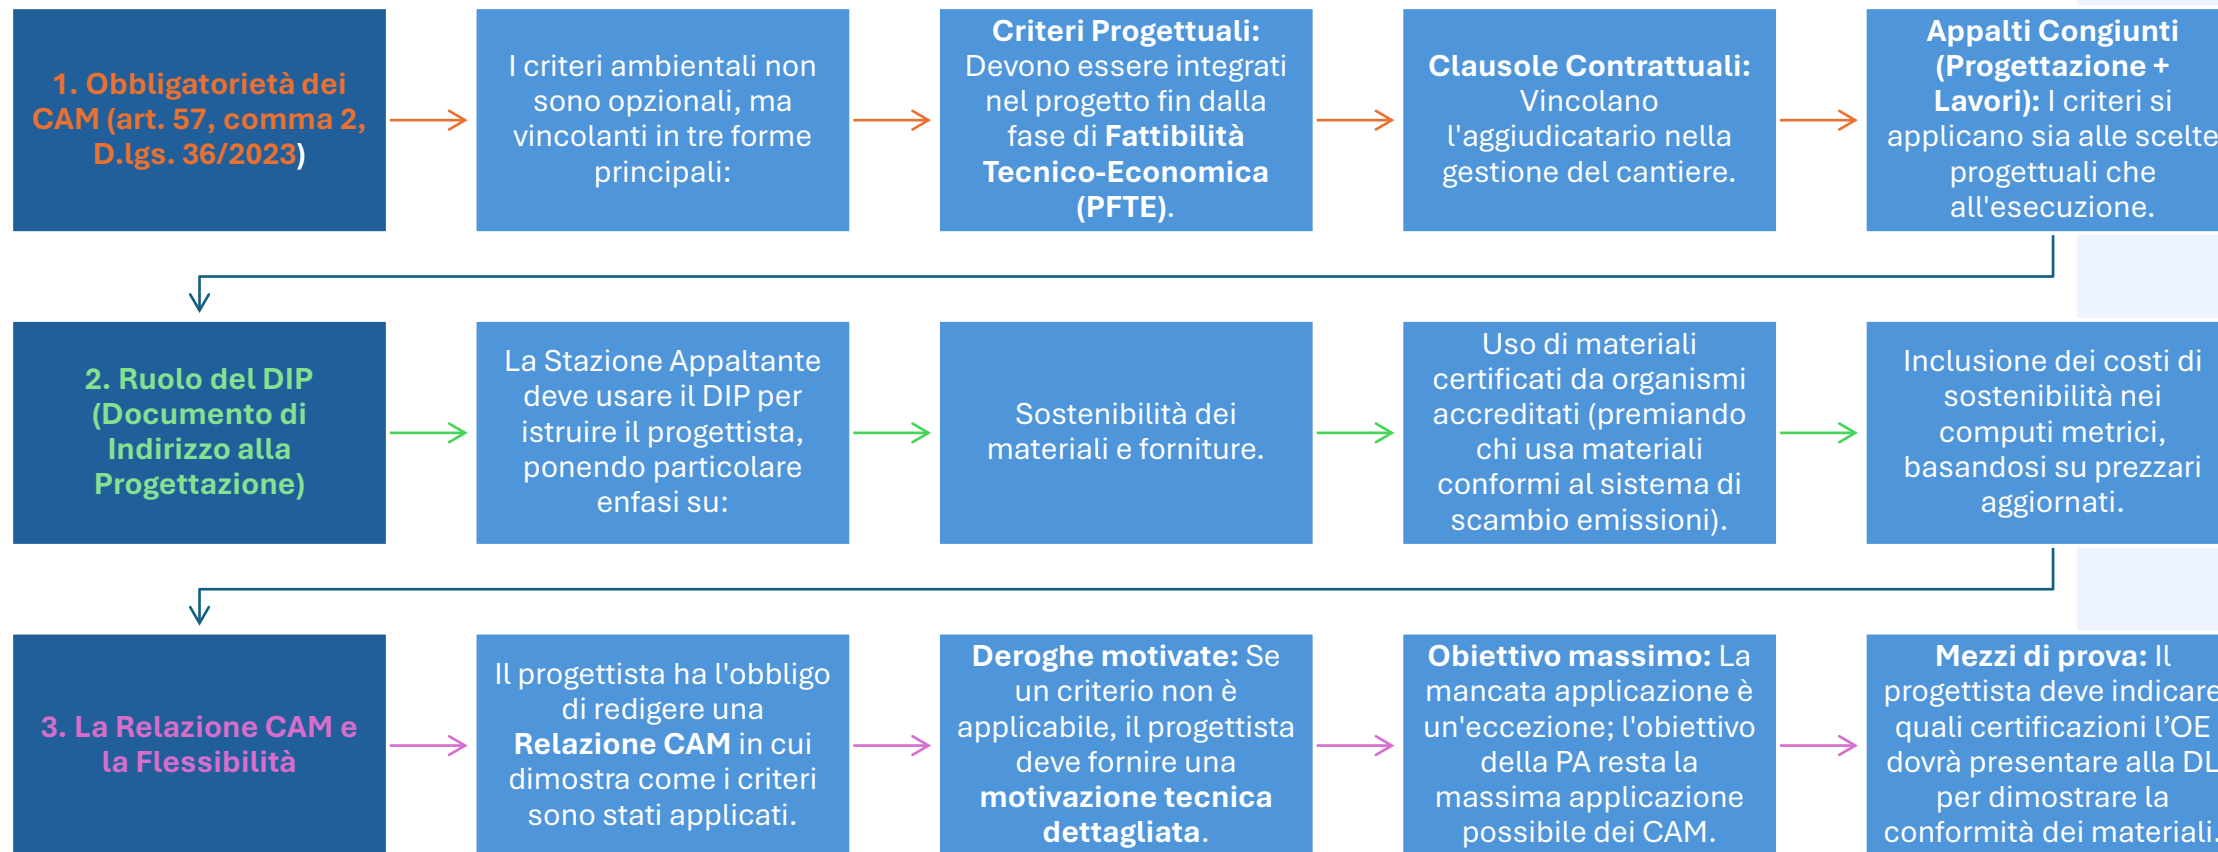 1. Obbligatorietà dei
CAM (art. 57, comma 2,
D.lgs. 36/2023)
I criteri ambientali non
sono opzionali, ma
vincolanti in tre forme
principali:
Criteri Progettuali:
Devono essere integrati
nel progetto fin dalla
fase di Fattibilità
Tecnico-Economica
(PFTE).
Clausole Contrattuali:
Vincolano
l'aggiudicatario nella
gestione del cantiere.
Appalti Congiunti
(Progettazione +
Lavori): I criteri si
applicano sia alle scelte
progettuali che
all'esecuzione.
2. Ruolo del DIP
(Documento di
Indirizzo alla
Progettazione)
La Stazione Appaltante
deve usare il DIP per
istruire il progettista,
ponendo particolare
enfasi su:
Sostenibilità dei
materiali e forniture.
Uso di materiali
certificati da organismi
accreditati (premiando
chi usa materiali
conformi al sistema di
scambio emissioni).
Inclusione dei costi di
sostenibilità nei
computi metrici,
basandosi su prezzari
aggiornati.
3. La Relazione CAM e
la Flessibilità
Il progettista ha l'obbligo
di redigere una
Relazione CAM in cui
dimostra come i criteri
sono stati applicati.
Deroghe motivate: Se
un criterio non è
applicabile, il progettista
deve fornire una
motivazione tecnica
dettagliata.
Obiettivo massimo: La
mancata applicazione è
un'eccezione; l'obiettivo
della PA resta la
massima applicazione
possibile dei CAM.
Mezzi di prova: Il
progettista deve indicare
quali certificazioni l’OE
dovrà presentare alla DL
per dimostrare la
conformità dei materiali.